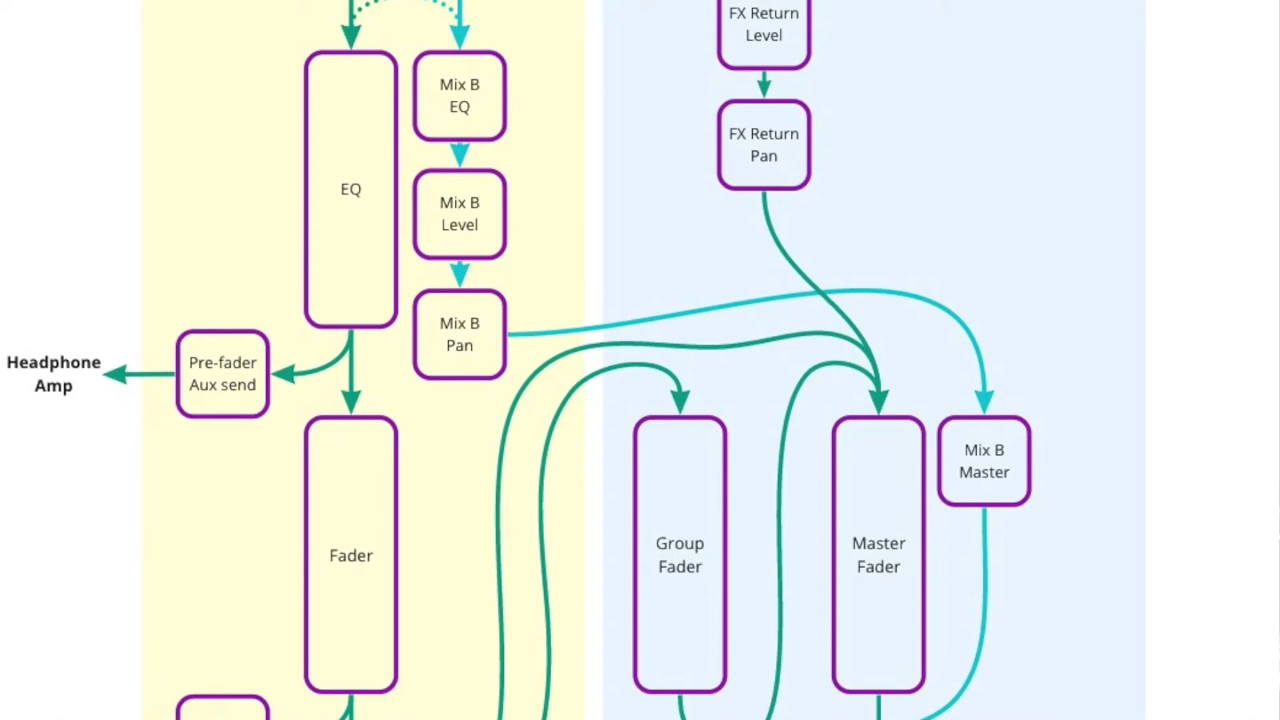 FX Return
Level
Mix B
EQ
FX Return
Pan
EQ
Mix B
Level
Mix B
Pan
Headphone
Amp
Pre-fader
Aux send
Mix B
Master
Fader
Group
Fader
Master
Fader